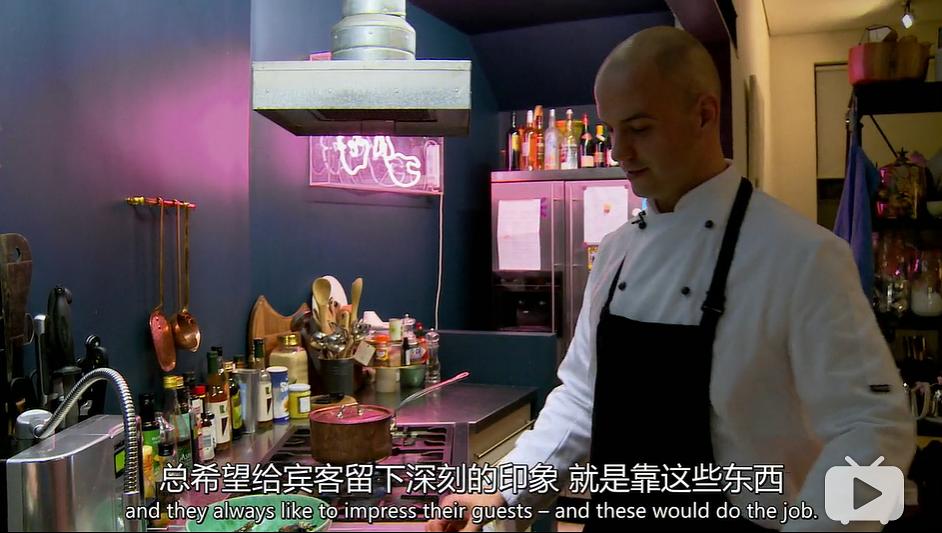 总希望给宾客留下深刻的印象 就是靠这些东西
and they always like to impress their guests – and these would do the job.